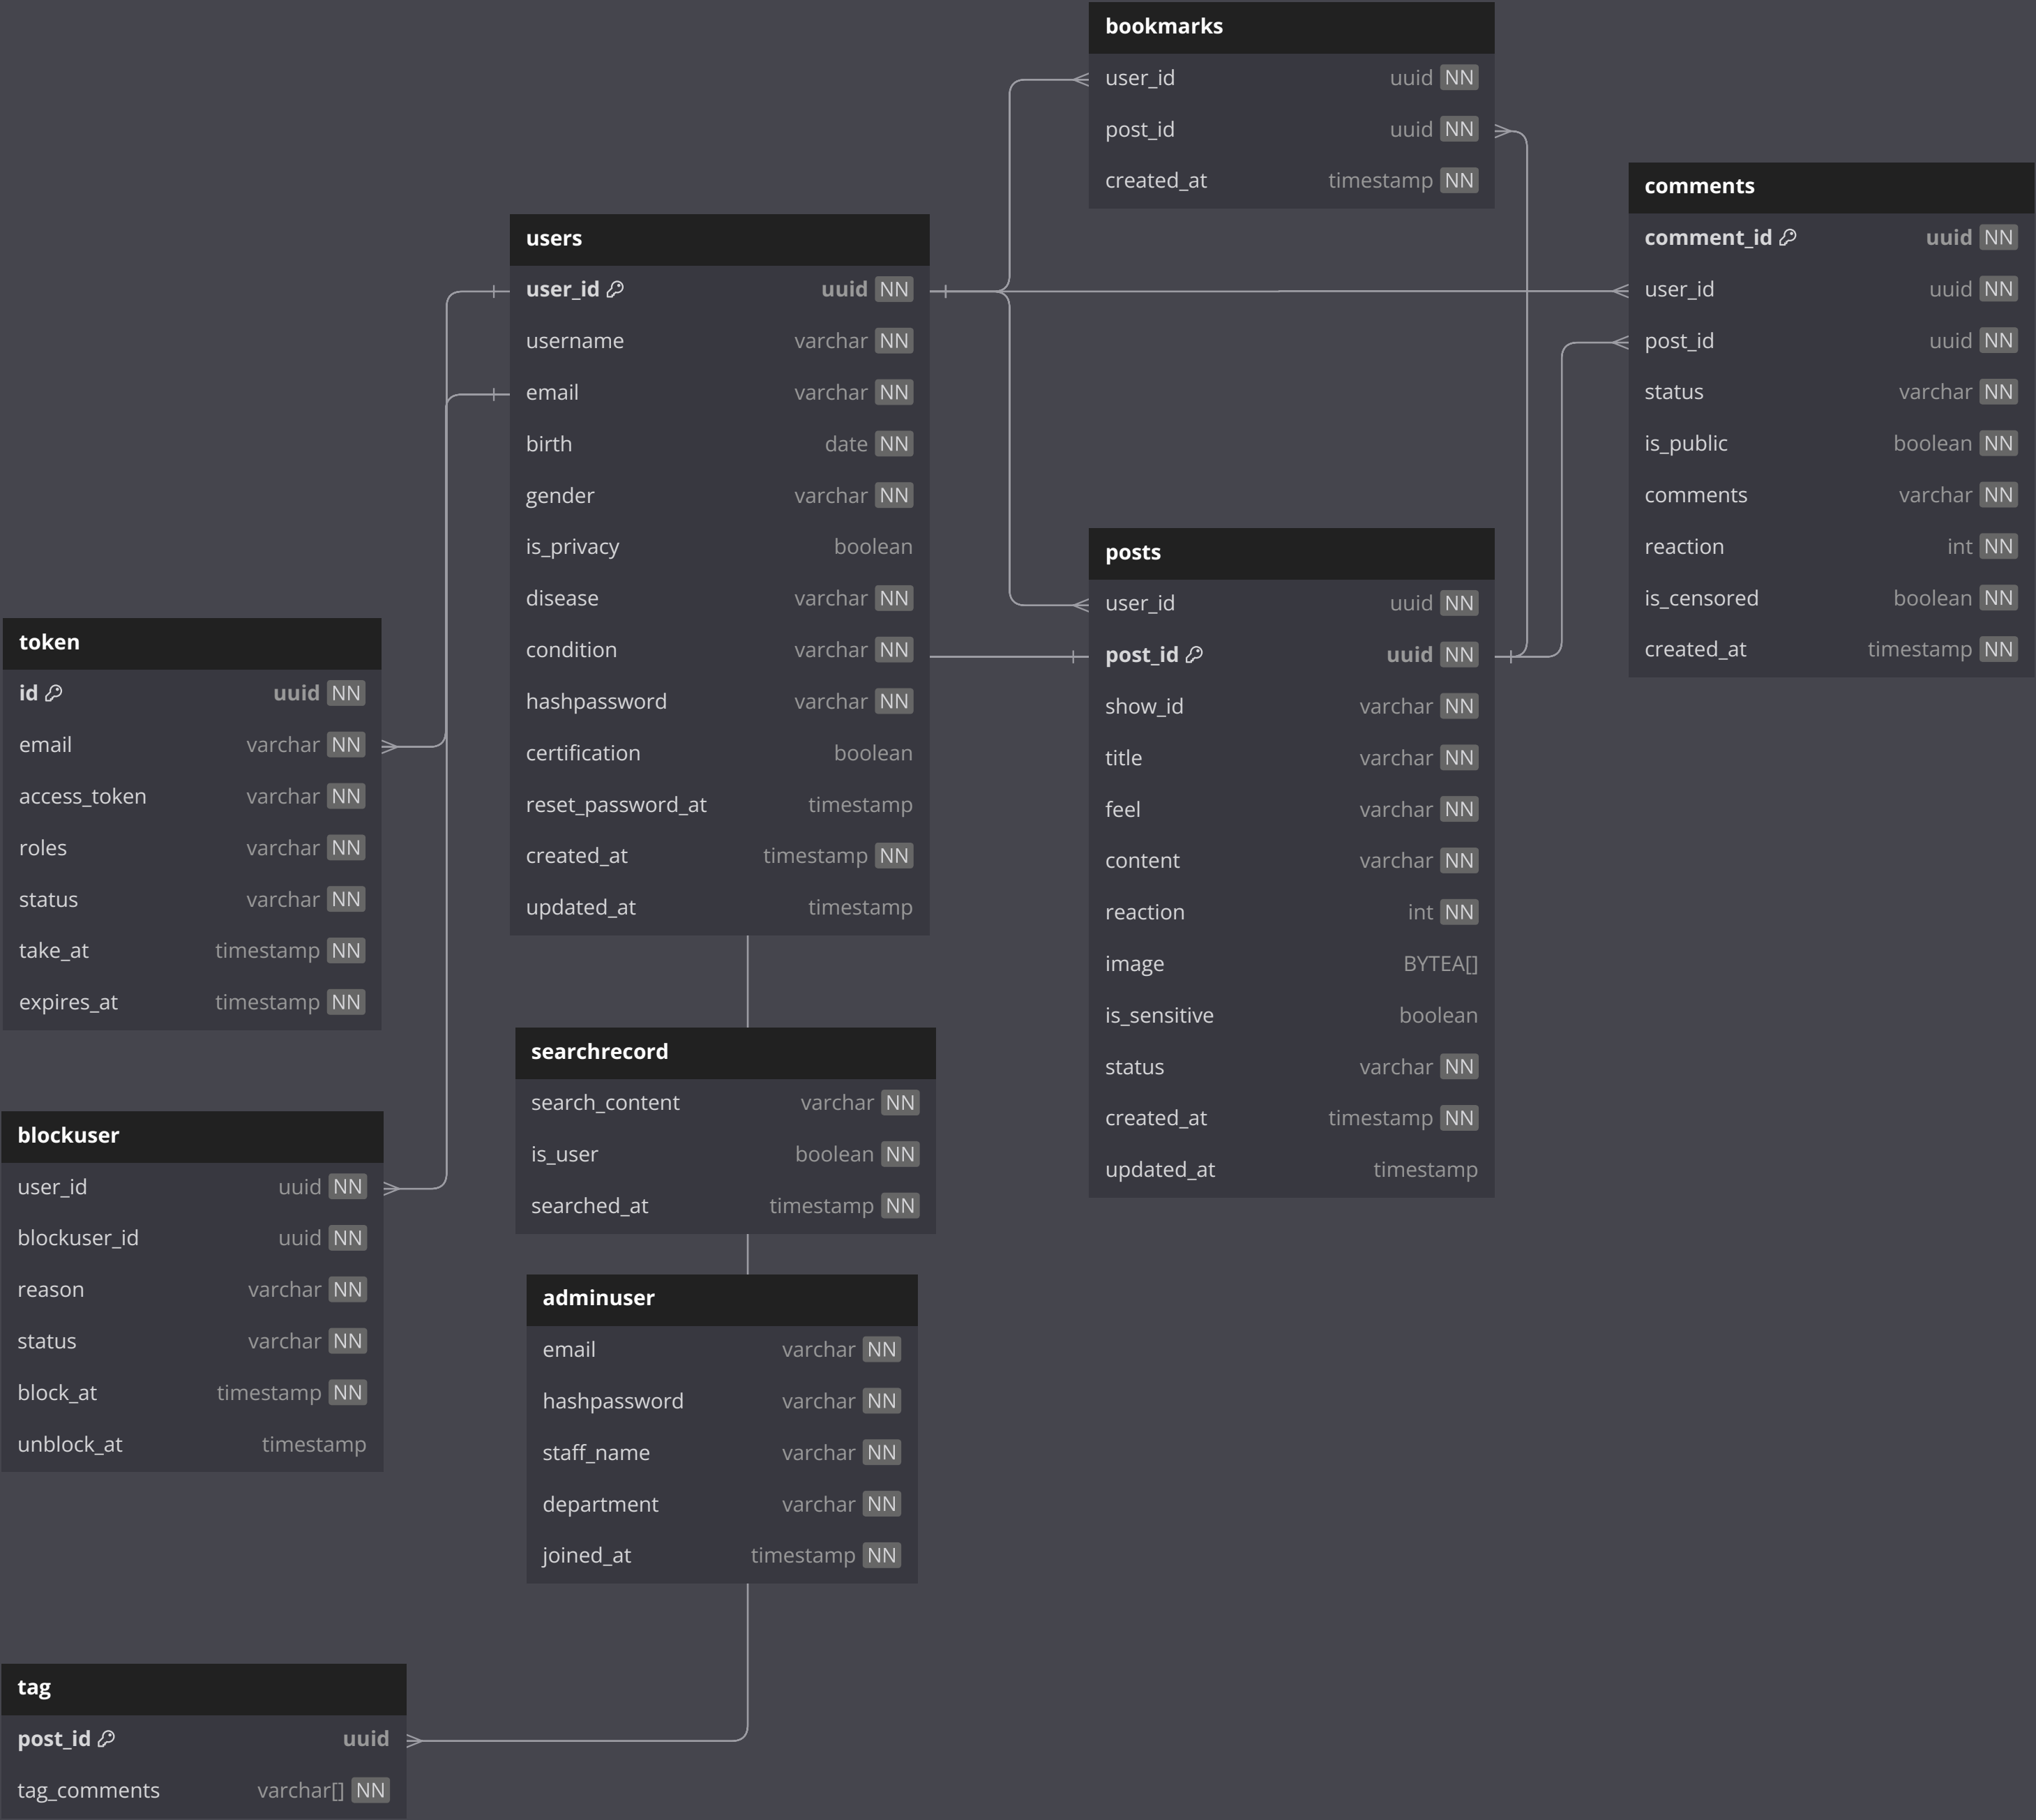 bookmarks
user_id uuid NN
post_id uuid NN
created_at timestamp NN
comments
comment_id uuid NN
user_id uuid NN
post_id uuid NN
status varchar NN
is_public boolean NN
comments varchar NN
reaction int NN
is_censored boolean NN
created_at timestamp NN
users
user_id uuid NN
username varchar NN
email varchar NN
birth date NN
gender varchar NN
is_privacy boolean
disease varchar NN
condition varchar NN
hashpassword varchar NN
certification boolean
reset_password_at timestamp
created_at timestamp NN
updated_at timestamp
posts
user_id uuid NN
post_id uuid NN
show_id varchar NN
title varchar NN
feel varchar NN
content varchar NN
reaction int NN
image BYTEA[]
is_sensitive boolean
status varchar NN
created_at timestamp NN
updated_at timestamp
token
id uuid NN
email varchar NN
access_token varchar NN
roles varchar NN
status varchar NN
take_at timestamp NN
expires_at timestamp NN
searchrecord
search_content varchar NN
is_user boolean NN
searched_at timestamp NN
blockuser
user_id uuid NN
blockuser_id uuid NN
reason varchar NN
status varchar NN
block_at timestamp NN
unblock_at timestamp
adminuser
email varchar NN
hashpassword varchar NN
staff_name varchar NN
department varchar NN
joined_at timestamp NN
tag
post_id uuid
tag_comments varchar[] NN